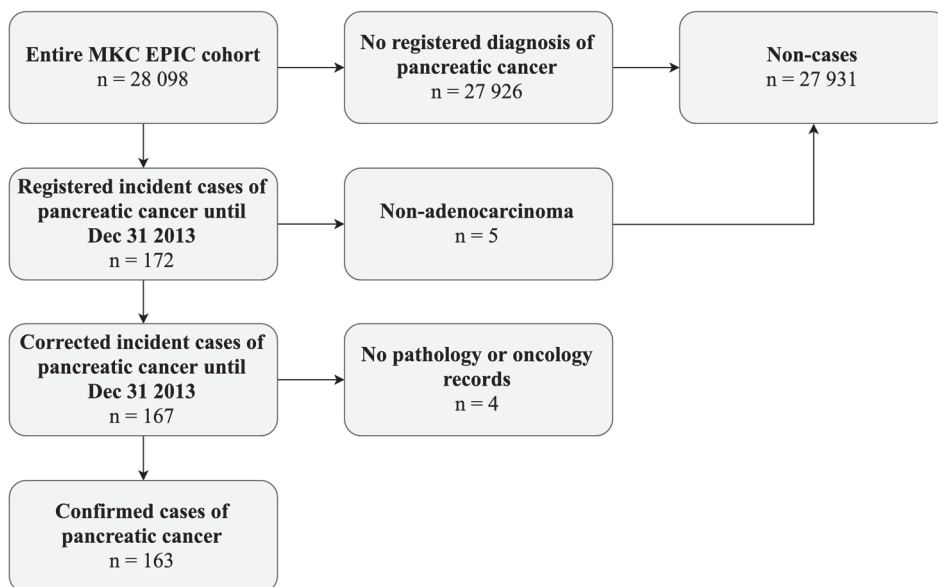 Entire MKC EPIC cohort
n = 28 098
No registered diagnosis of
pancreatic cancer
n = 27 926
Non-cases
n = 27 931
Registered incident cases of
pancreatic cancer until
Dec 31 2013
n = 172
Non-adenocarcinoma
n = 5
Corrected incident cases of
pancreatic cancer until
Dec 31 2013
n = 167
No pathology or oncology
records
n = 4
Confirmed cases of
pancreatic cancer
n = 163